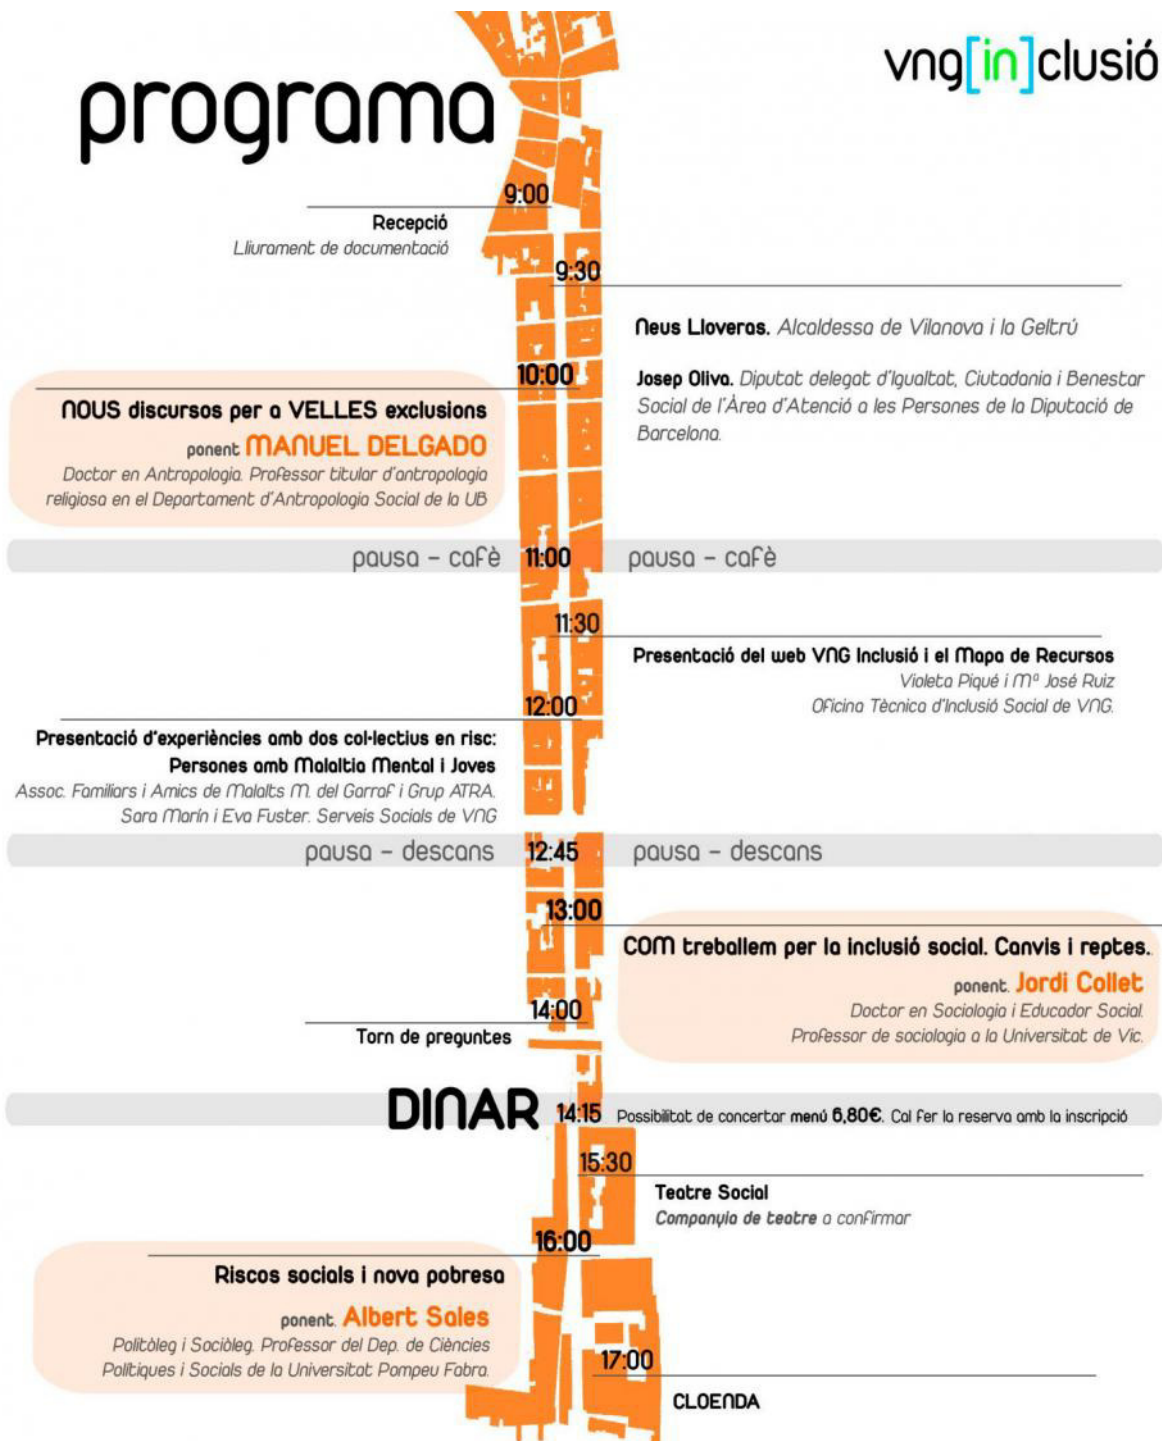 programa
vng[in]clusió
9:00
Recepció
Lliurament de documentació
9:30
Neus Lloveras. Alcaldessa de Vilanova i la Geltrú
Josep Oliva. Diputat delegat d'Igualtat, Ciutadania i Benestar
Social de l'Àrea d'Atenció a les Persones de la Diputació de
Barcelona.
10:00
NOUS discursos per a VELLES exclusions
ponent MANUEL DELGADO
Doctor en Antropologia. Professor titular d'antropologia
religiosa en el Departament d'Antropologia Social de la UB
pausa – cafè 11:00 pausa – cafè
11:30
Presentació del web VNG Inclusió i el Mapa de Recursos
Violeta Piqué i Mª José Ruiz
Oficina Tècnica d'Inclusió Social de VNG.
12:00
Presentació d'experiències amb dos col·lectius en risc:
Persones amb Malaltia Mental i Joves
Assoc. Familiars i Amics de Malalts M. del Garraf i Grup ATRA.
Sara Marín i Eva Fuster. Serveis Socials de VNG
pausa – descans 12:45 pausa – descans
13:00
COM treballem per la inclusió social. Canvis i reptes.
ponent. Jordi Collet
Doctor en Sociologia i Educador Social.
Professor de sociologia a la Universitat de Vic.
14:00
Torn de preguntes
DINAR 14:15 Possibilitat de concertar menú 6,80€. Cal fer la reserva amb la inscripció
15:30
Teatre Social
Companyia de teatre a confirmar
16:00
Riscos socials i nova pobresa
ponent. Albert Sales
Politòleg i Sociòleg. Professor del Dep. de Ciències
Polítiques i Socials de la Universitat Pompeu Fabra.
17:00
CLOENDA